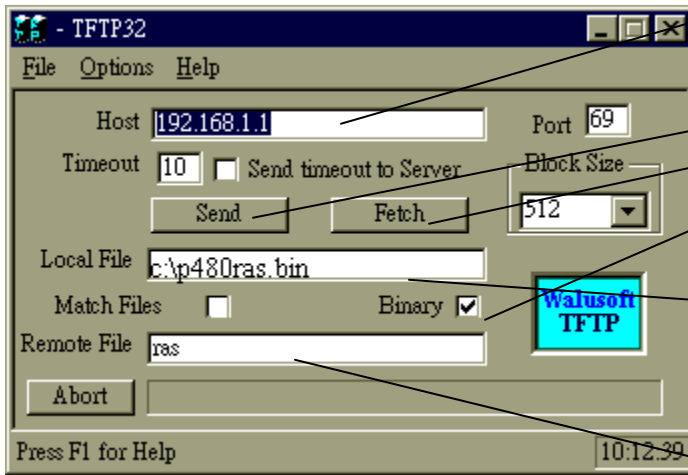 - TFTP32
File Options Help
Host 192.168.1.1 Port 69
Timeout 10 Send timeout to Server Block Size
Send Fetch 512
Local File c:\p480ras.bin
Match Files Binary
Walusoft
TFTP
Remote File ras
Abort
Press F1 for Help 10:12:39